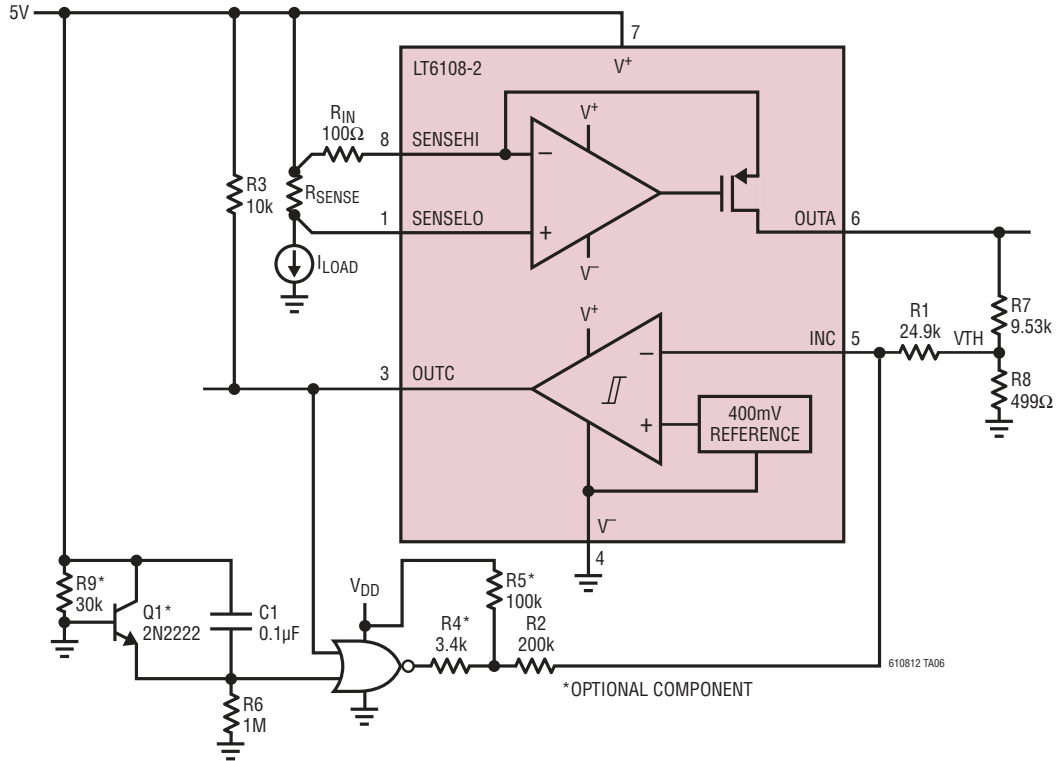 5V
7
V+
LT6108-2
RIN
100Ω
8
SENSEHI
V+
–
R3
10k
RSENSE
1
SENSELO
+
V–
OUTA
6
ILOAD
R7
9.53k
V+
R1
24.9k
VTH
INC
5
–
3
OUTC
400mV
REFERENCE
+
R8
499Ω
V–
4
R9*
30k
Q1*
2N2222
C1
0.1µF
VDD
R5*
100k
R4*
3.4k
R2
200k
610812 TA06
*OPTIONAL COMPONENT
R6
1M